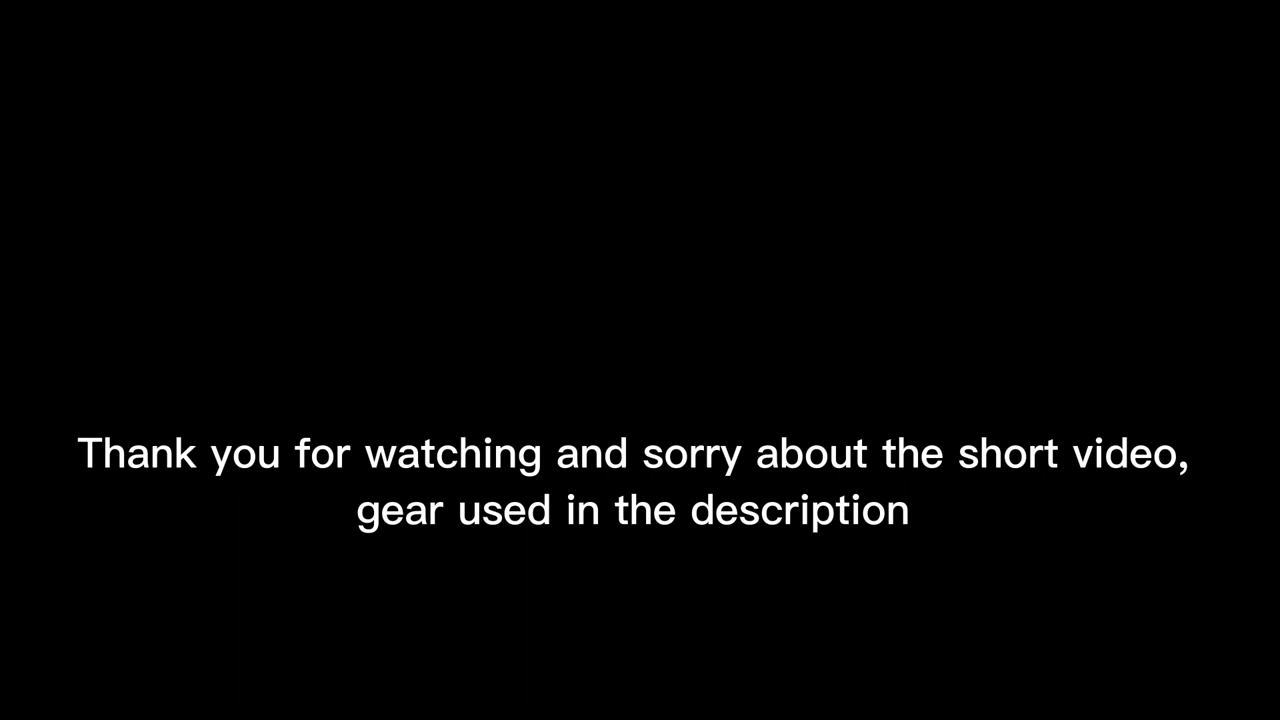 Thank you for watching and sorry about the short video,
gear used in the description